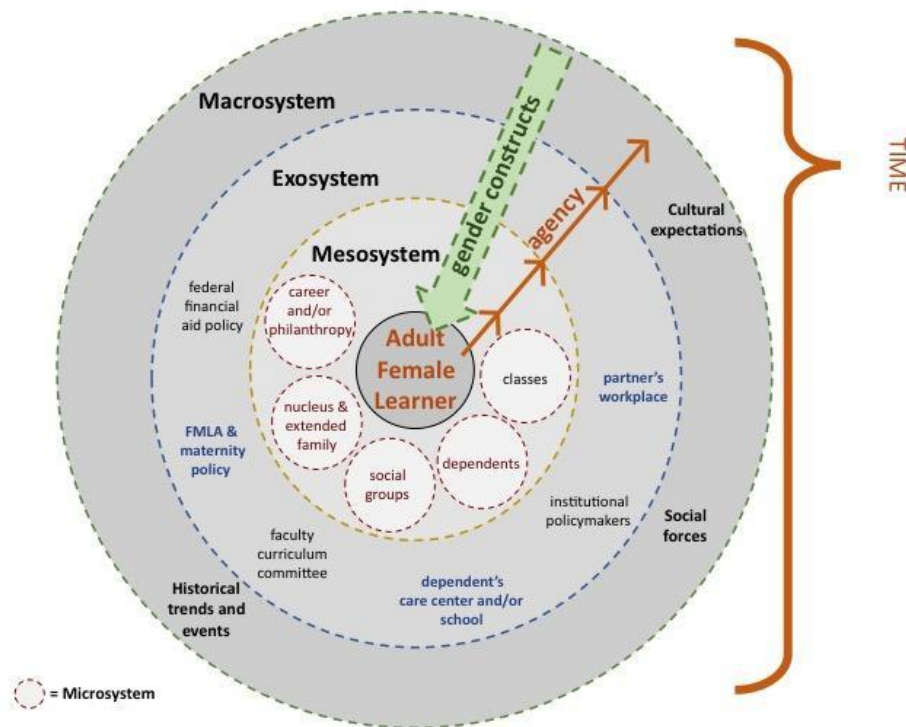 Macrosystem
Exosystem
Mesosystem
gender constructs
agency
TIME
Cultural
expectations
federal
financial
aid policy
career
and/or
philanthropy
Adult
Female
Learner
classes
partner's
workplace
nucleus &
extended
family
FMLA &
maternity
policy
social
groups
dependents
institutional
policymakers
Social
forces
faculty
curriculum
committee
dependent's
care center and/or
school
Historical
trends and
events
= Microsystem